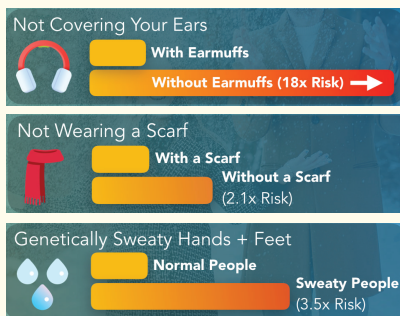 Not Covering Your Ears
With Earmuffs
Without Earmuffs (18x Risk)
Not Wearing a Scarf
With a Scarf
Without a Scarf
(2.1x Risk)
Genetically Sweaty Hands + Feet
Normal People
Sweaty People
(3.5x Risk)